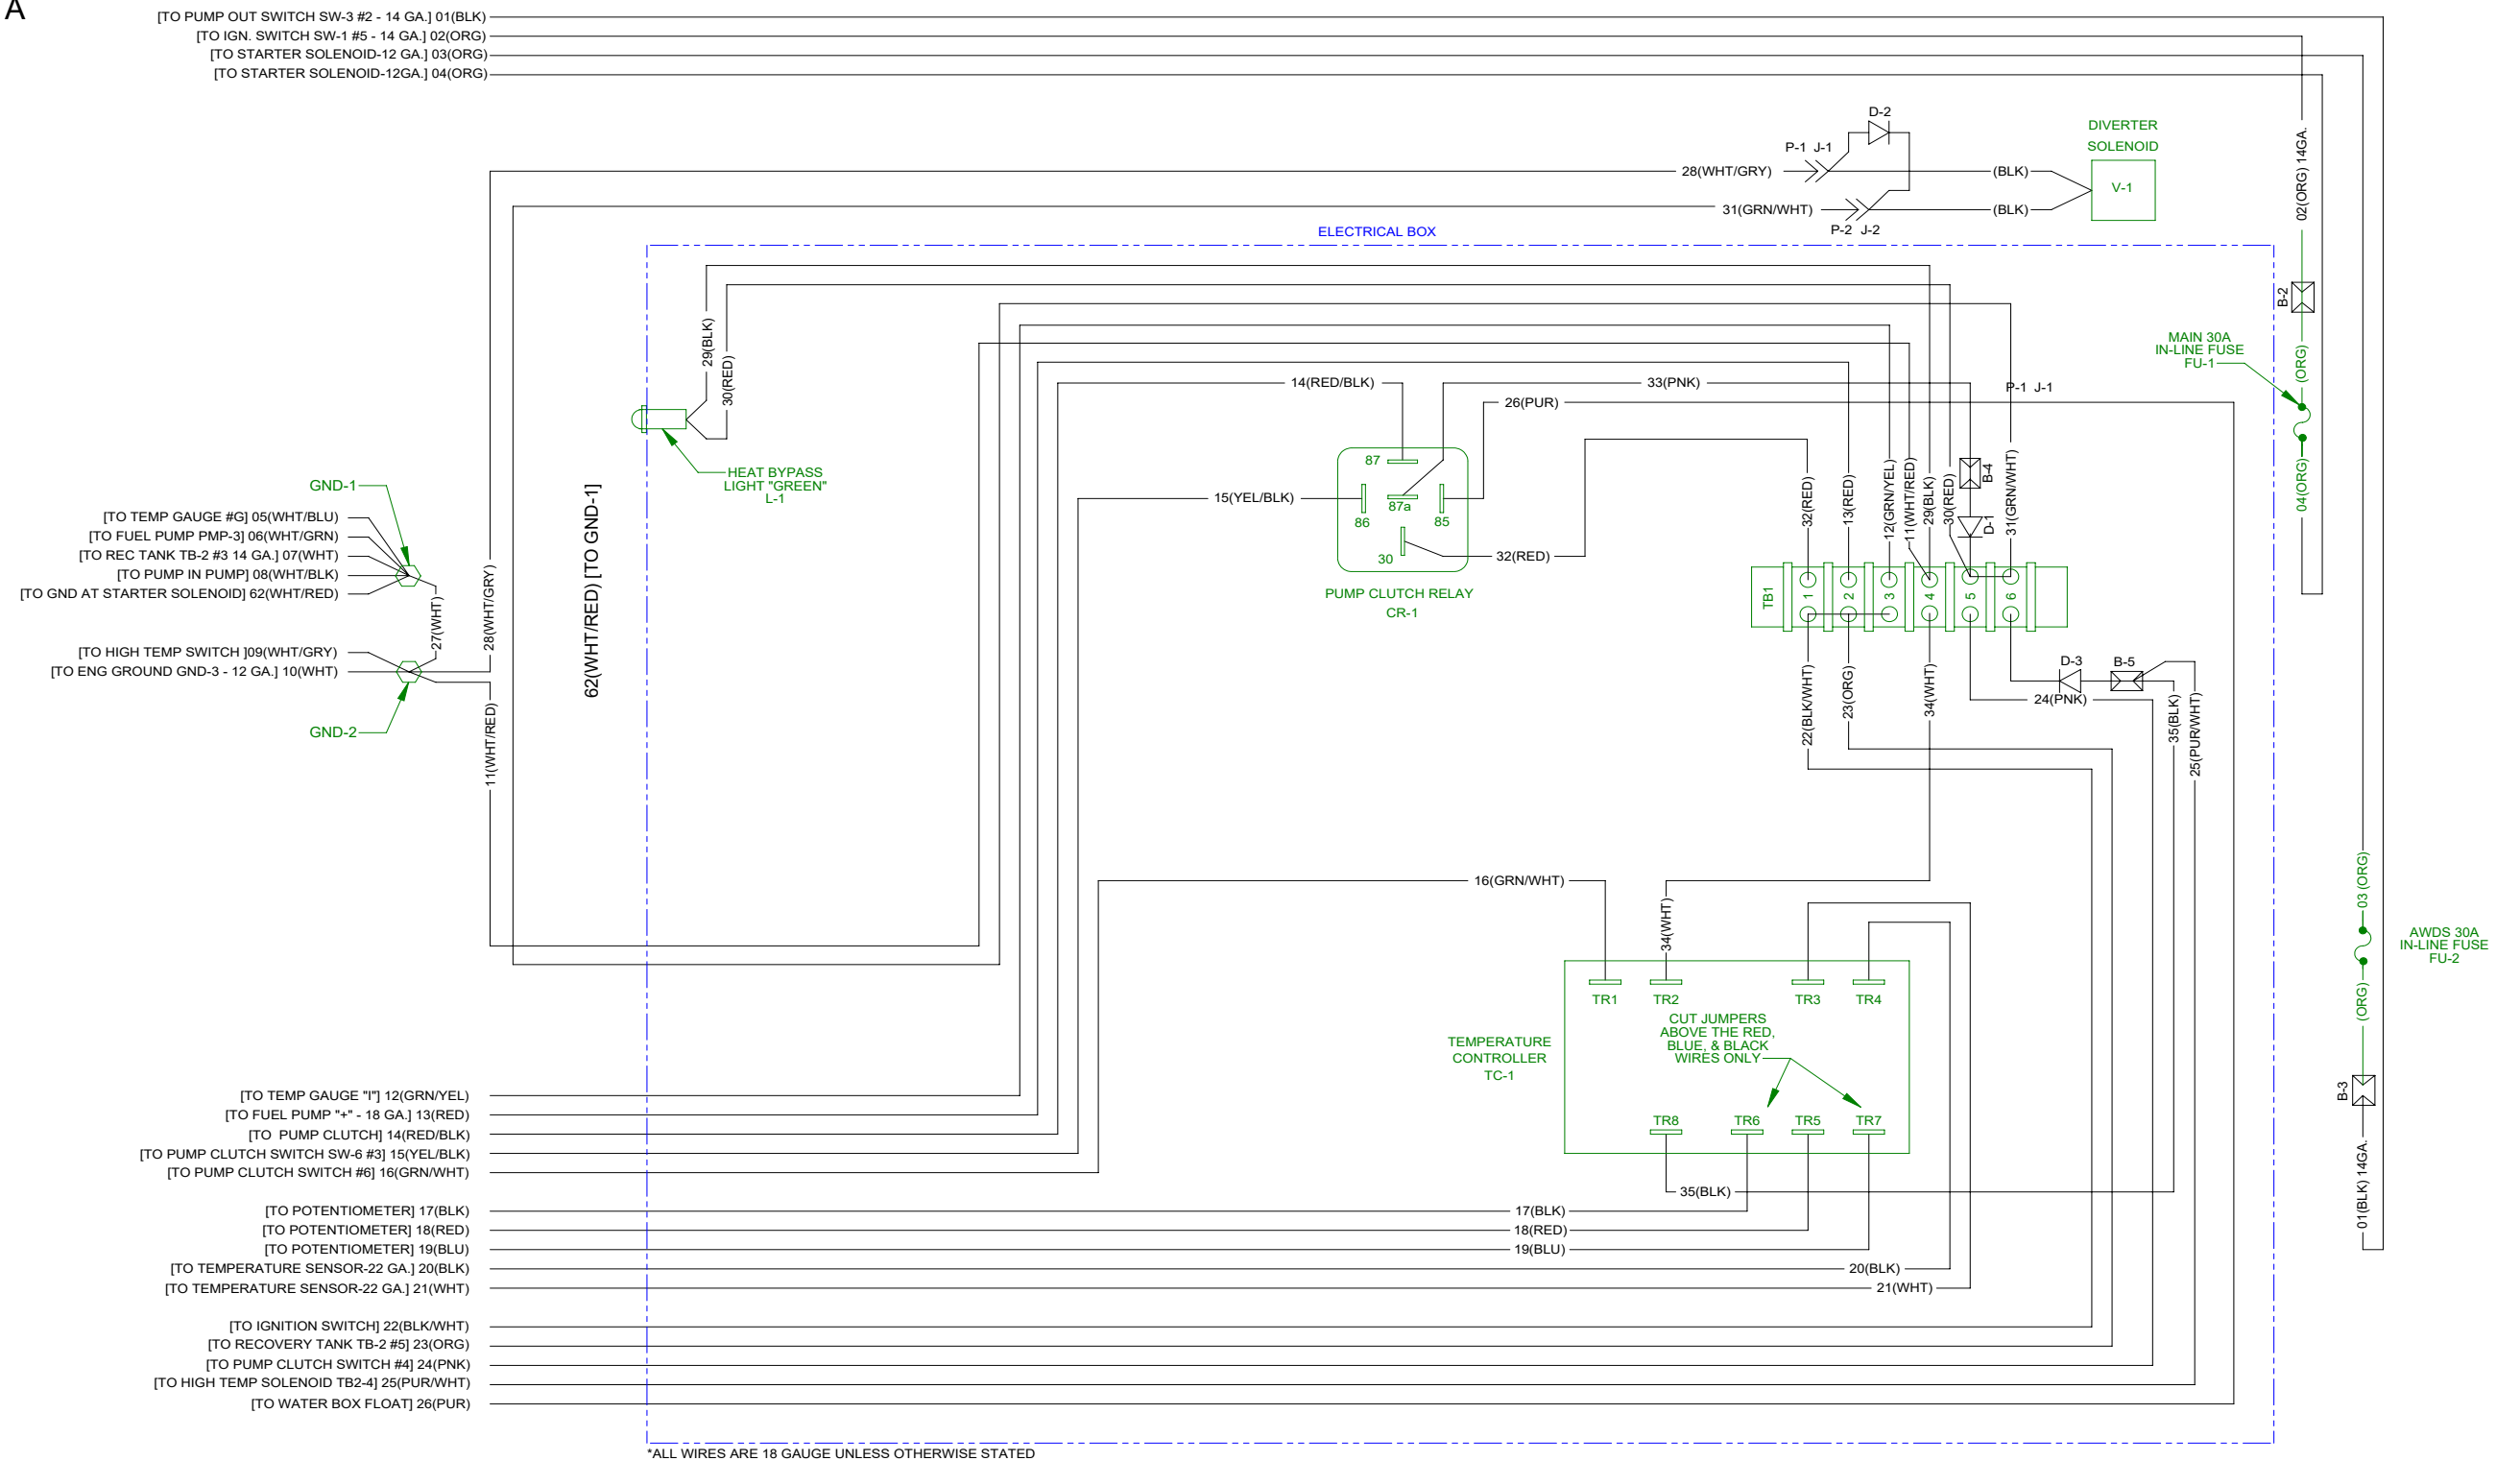 A
[TO PUMP OUT SWITCH SW-3 #2 - 14 GA.] 01(BLK)
[TO IGN. SWITCH SW-1 #5 - 14 GA.] 02(ORG)
[TO STARTER SOLENOID-12 GA.] 03(ORG)
[TO STARTER SOLENOID-12GA.] 04(ORG)
D-2
P-1 J-1
28(WHT/GRY)
(BLK)
DIVERTER
SOLENOID
V-1
31(GRN/WHT)
(BLK)
P-2 J-2
02(ORG) 14GA.
ELECTRICAL BOX
B-2
29(BLK)
30(RED)
MAIN 30A
IN-LINE FUSE
FU-1
(ORG)
04(ORG)
14(RED/BLK)
33(PNK)
P-1 J-1
26(PUR)
HEAT BYPASS
LIGHT "GREEN"
L-1
87
87a
86
85
30
15(YEL/BLK)
32(RED)
PUMP CLUTCH RELAY
CR-1
32(RED)
13(RED)
12(GRN/YEL)
11(WHT/RED)
29(BLK)
30(RED)
B-4
D-1
31(GRN/WHT)
TB1
1
2
3
4
5
6
GND-1
[TO TEMP GAUGE #G] 05(WHT/BLU)
[TO FUEL PUMP PMP-3] 06(WHT/GRN)
[TO REC TANK TB-2 #3 14 GA.] 07(WHT)
[TO PUMP IN PUMP] 08(WHT/BLK)
[TO GND AT STARTER SOLENOID] 62(WHT/RED)
27(WHT)
28(WHT/GRY)
62(WHT/RED) [TO GND-1]
[TO HIGH TEMP SWITCH ]09(WHT/GRY)
[TO ENG GROUND GND-3 - 12 GA.] 10(WHT)
GND-2
11(WHT/RED)
22(BLK/WHT)
23(ORG)
34(WHT)
D-3
B-5
24(PNK)
35(BLK)
25(PUR/WHT)
16(GRN/WHT)
34(WHT)
03 (ORG)
AWDS 30A
IN-LINE FUSE
FU-2
(ORG)
B-3
01(BLK) 14GA.
TR1
TR2
TR3
TR4
CUT JUMPERS
ABOVE THE RED,
BLUE, & BLACK
WIRES ONLY
TEMPERATURE
CONTROLLER
TC-1
TR8
TR6
TR5
TR7
[TO TEMP GAUGE "I"] 12(GRN/YEL)
[TO FUEL PUMP "+" - 18 GA.] 13(RED)
[TO PUMP CLUTCH] 14(RED/BLK)
[TO PUMP CLUTCH SWITCH SW-6 #3] 15(YEL/BLK)
[TO PUMP CLUTCH SWITCH #6] 16(GRN/WHT)
35(BLK)
[TO POTENTIOMETER] 17(BLK)
17(BLK)
[TO POTENTIOMETER] 18(RED)
18(RED)
[TO POTENTIOMETER] 19(BLU)
19(BLU)
[TO TEMPERATURE SENSOR-22 GA.] 20(BLK)
20(BLK)
[TO TEMPERATURE SENSOR-22 GA.] 21(WHT)
21(WHT)
[TO IGNITION SWITCH] 22(BLK/WHT)
[TO RECOVERY TANK TB-2 #5] 23(ORG)
[TO PUMP CLUTCH SWITCH #4] 24(PNK)
[TO HIGH TEMP SOLENOID TB2-4] 25(PUR/WHT)
[TO WATER BOX FLOAT] 26(PUR)
*ALL WIRES ARE 18 GAUGE UNLESS OTHERWISE STATED